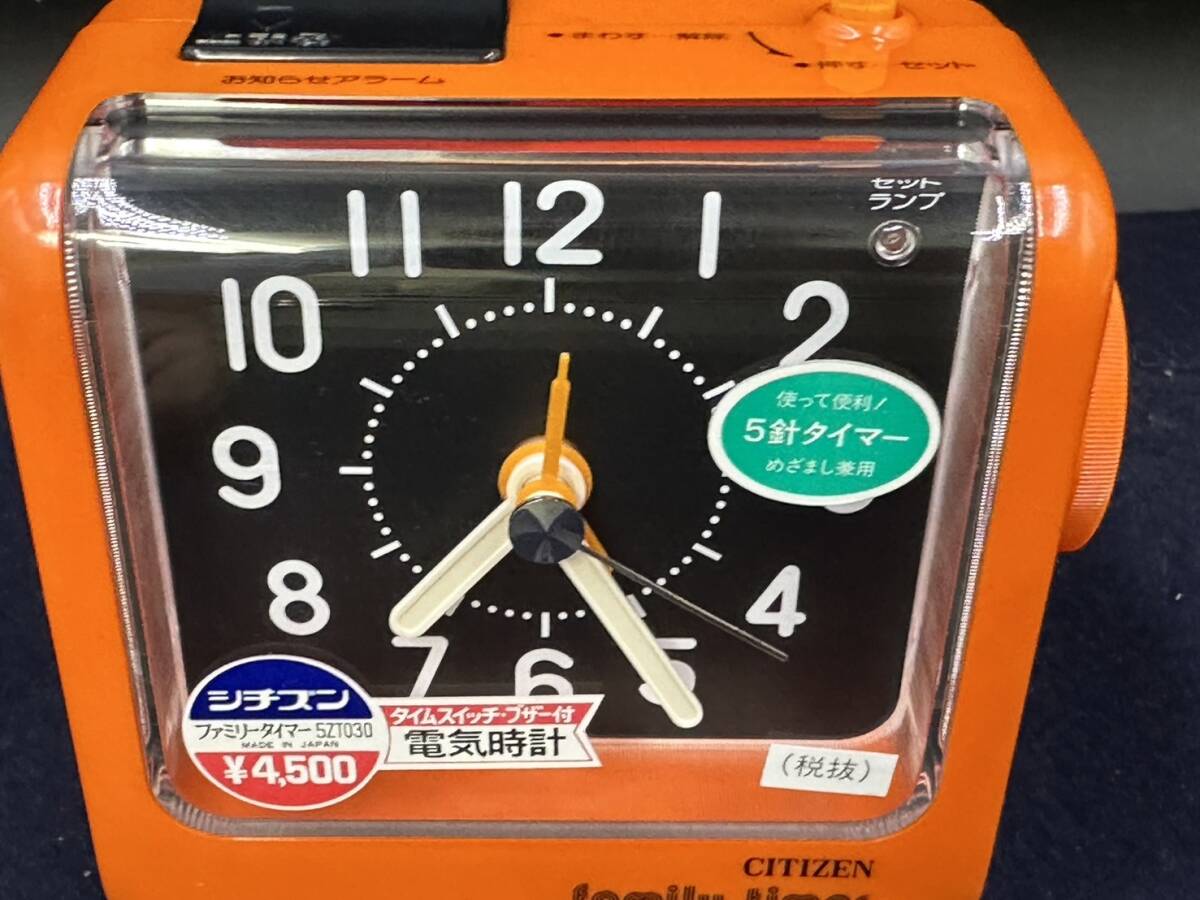 ●まわす…解除
●押す…セット
お知らせアラーム
セット
ランプ
12
11
1
10
2
9
8
4
7
6
5
使って便利!
5針タイマー
めざまし兼用
シチズン
ファミリータイマー 5ZT030
MADE IN JAPAN
¥4,500
タイムスイッチ・ブザー付
電気時計
(税抜)
CITIZEN
family timer